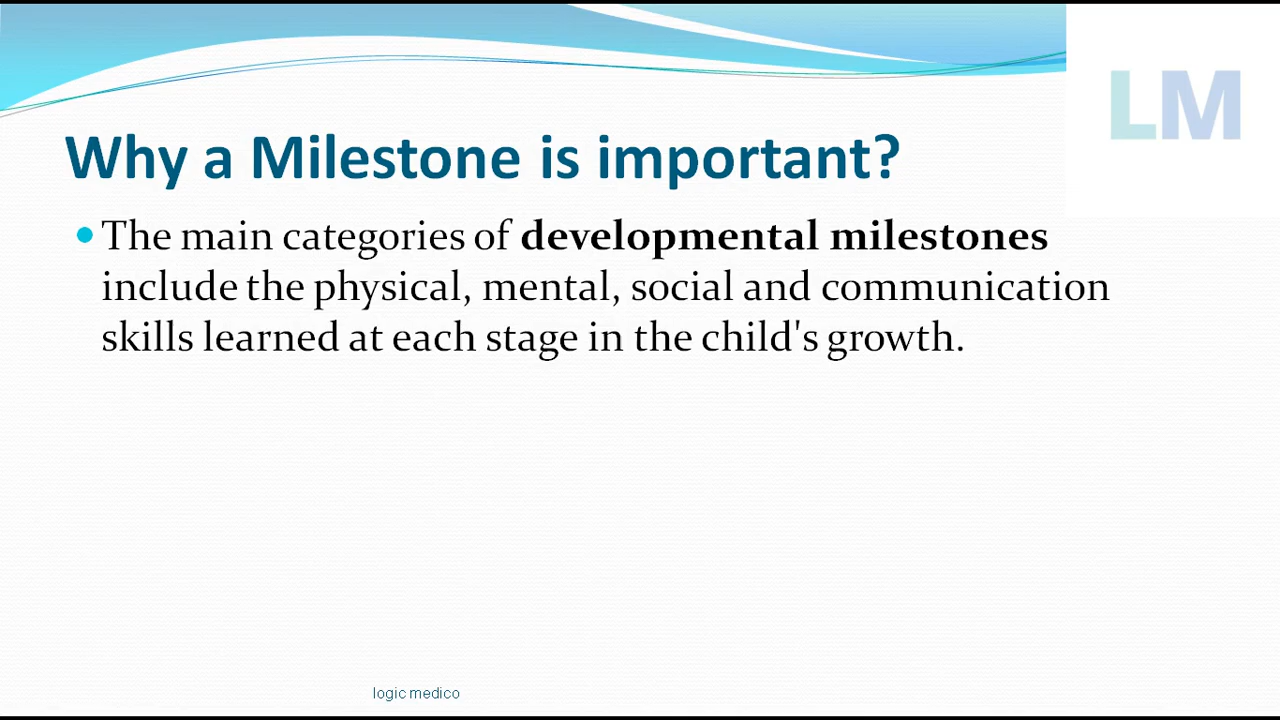 LM
Why a Milestone is important?
The main categories of developmental milestones
include the physical, mental, social and communication
skills learned at each stage in the child's growth.
logic medico